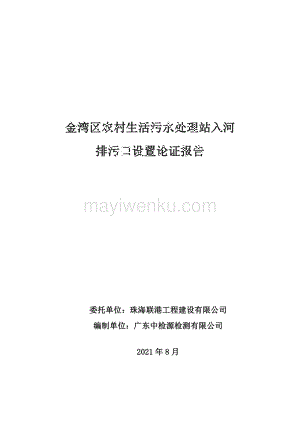 金湾区农村生活污水处理站入河
排污口设置论证报告
mayiwenku.com
委托单位：珠海联港工程建设有限公司
编制单位：广东中检源检测有限公司
2021 年 8 月